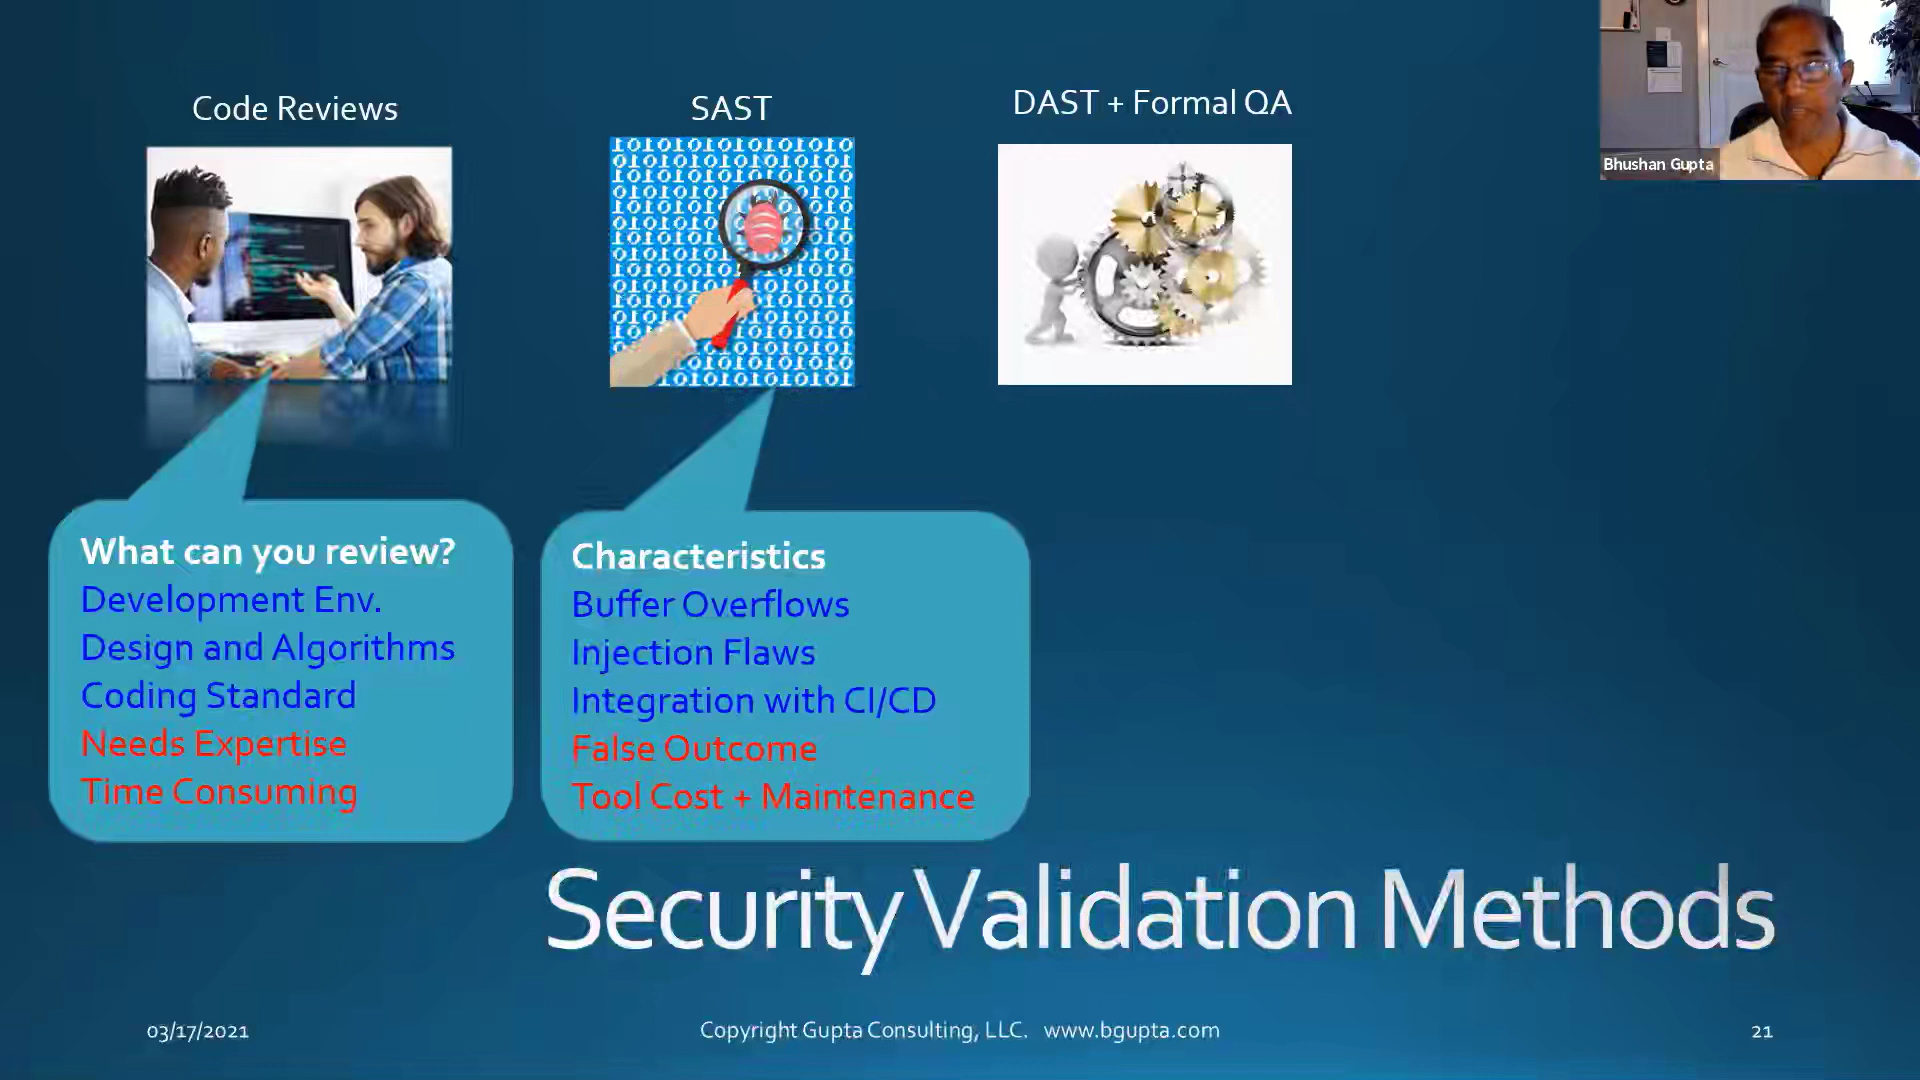 Code Reviews
SAST
DAST + Formal QA
Bhushan Gupta
What can you review?
Development Env.
Design and Algorithms
Coding Standard
Needs Expertise
Time Consuming
Characteristics
Buffer Overflows
Injection Flaws
Integration with CI/CD
False Outcome
Tool Cost + Maintenance
Security Validation Methods
03/17/2021
Copyright Gupta Consulting, LLC. www.bgupta.com
21